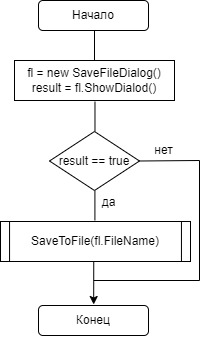 Начало
fl = new SaveFileDialog()
result = fl.ShowDialod()
result == true
нет
да
SaveToFile(fl.FileName)
Конец